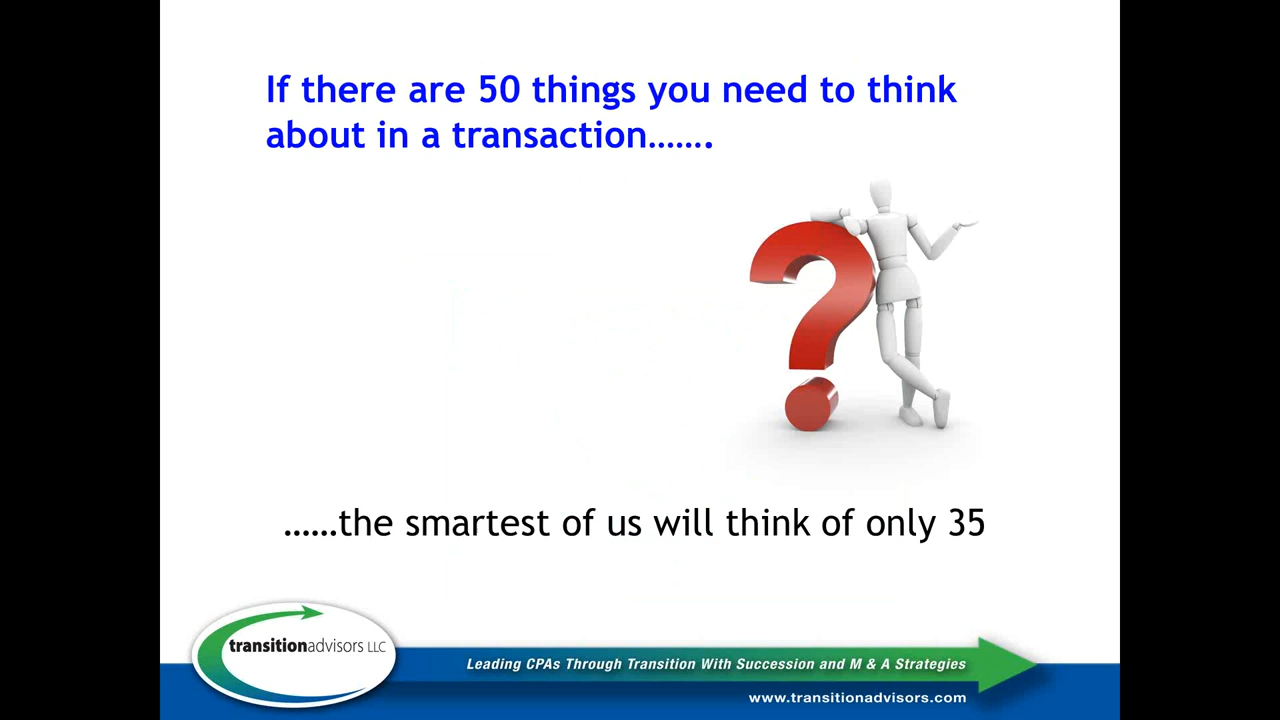 If there are 50 things you need to think
about in a transaction.......
......the smartest of us will think of only 35
transitionadvisors LLC
Leading CPAs Through Transition With Succession and M & A Strategies
www.transitionadvisors.com